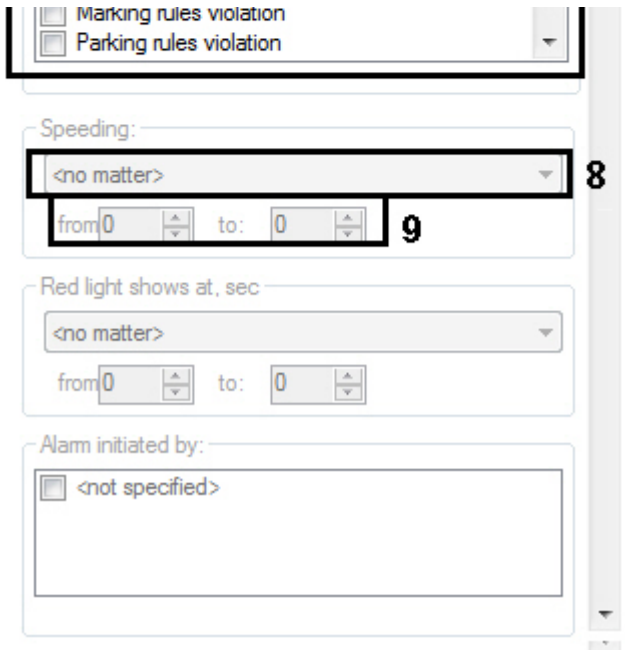 Marking rules violation
Parking rules violation
Speeding:
<no matter> 8
from 0 to: 0 9
Red light shows at, sec
<no matter>
from 0 to: 0
Alarm initiated by:
<not specified>